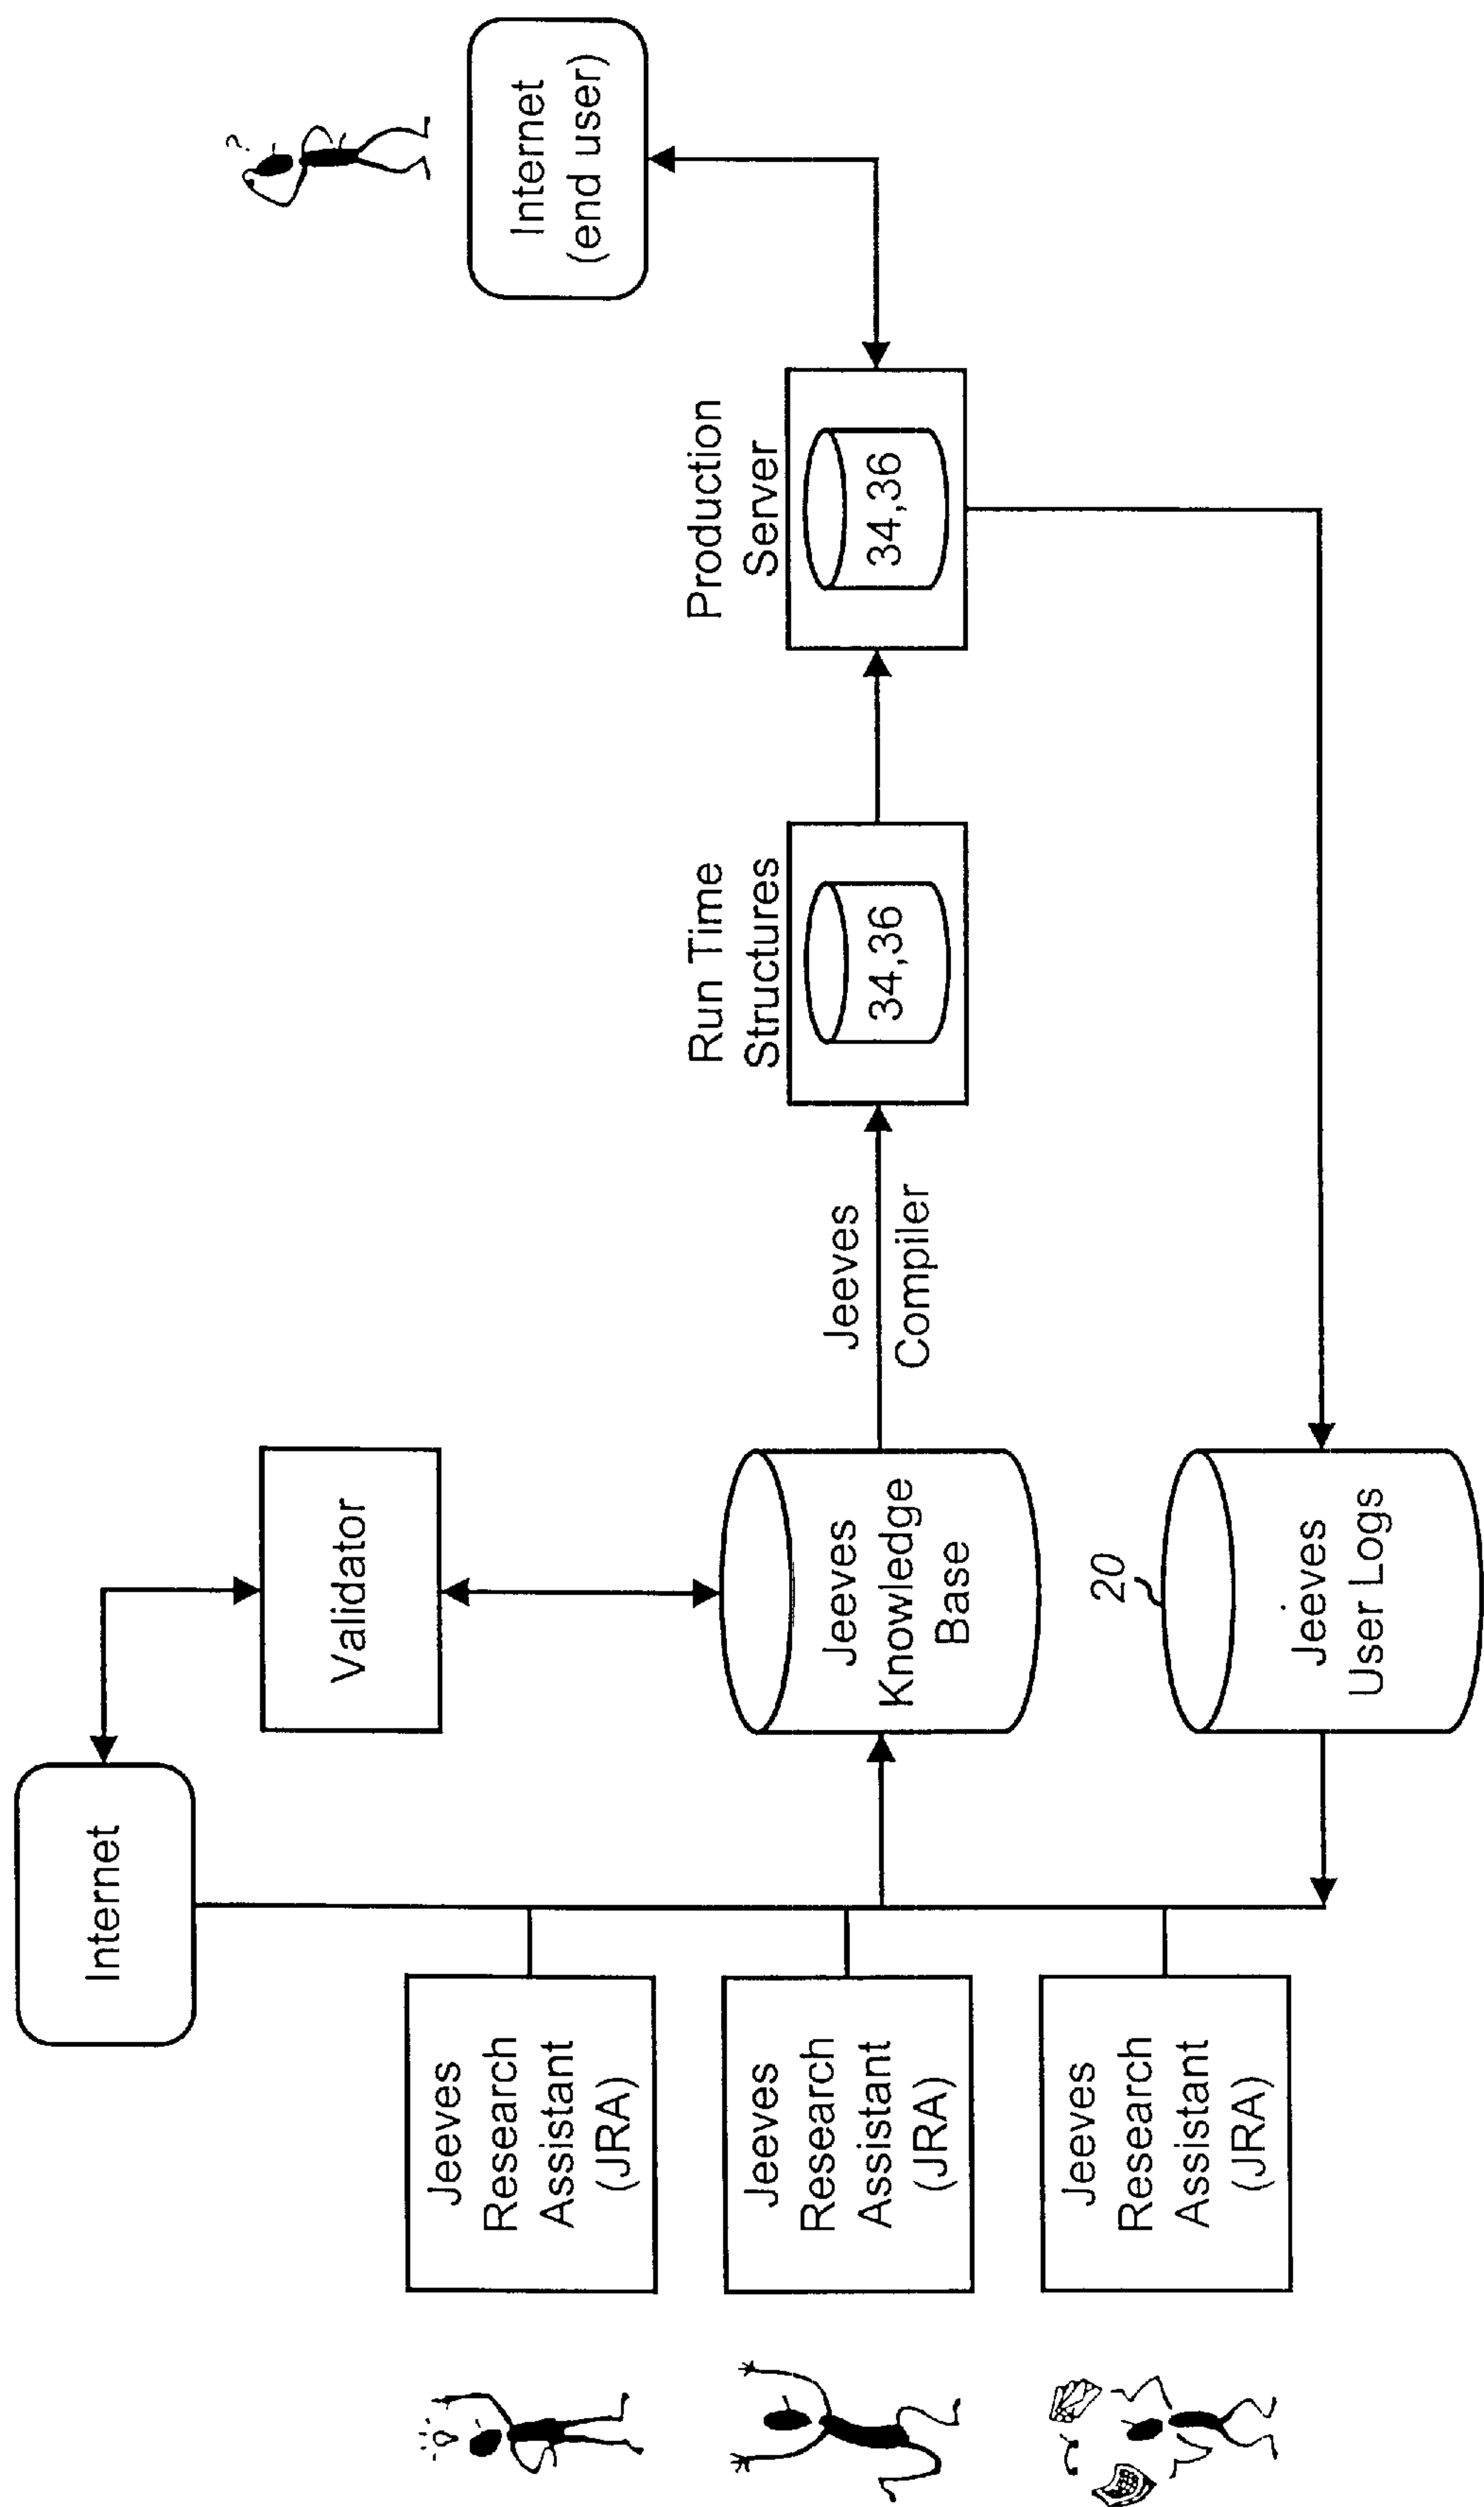 Internet
Validator
Jeeves
Research
Assistant
(JRA)
Jeeves
Research
Assistant
(JRA)
Jeeves
Research
Assistant
(JRA)
Jeeves
Knowledge
Base
20
Jeeves
User Logs
Jeeves
Compiler
Run Time
Structures
34,36
Production
Server
34,36
?
Internet
(end user)